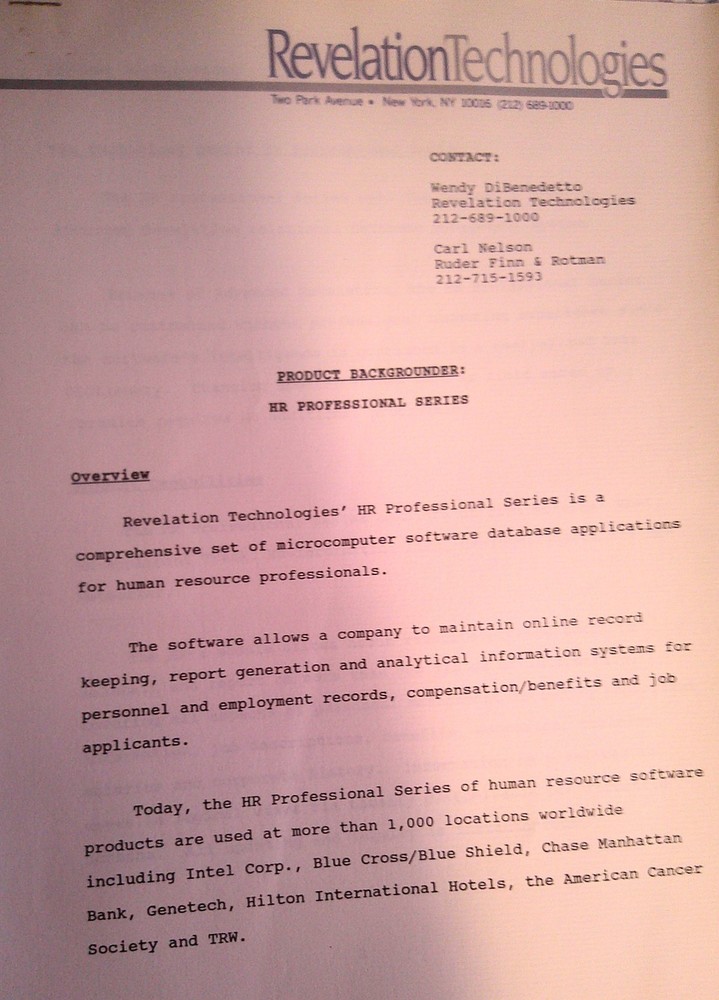 RevelationTechnologies
Two Park Avenue • New York, NY 10016 (212) 689-1000
CONTACT:
Wendy DiBenedetto
Revelation Technologies
212-689-1000
Carl Nelson
Ruder Finn & Rotman
212-715-1593
PRODUCT BACKGROUNDER:
HR PROFESSIONAL SERIES
Overview
Revelation Technologies' HR Professional Series is a
comprehensive set of microcomputer software database applications
for human resource professionals.
The software allows a company to maintain online record
keeping, report generation and analytical information systems for
personnel and employment records, compensation/benefits and job
applicants.
Today, the HR Professional Series of human resource software
products are used at more than 1,000 locations worldwide
including Intel Corp., Blue Cross/Blue Shield, Chase Manhattan
Bank, Genetech, Hilton International Hotels, the American Cancer
Society and TRW.